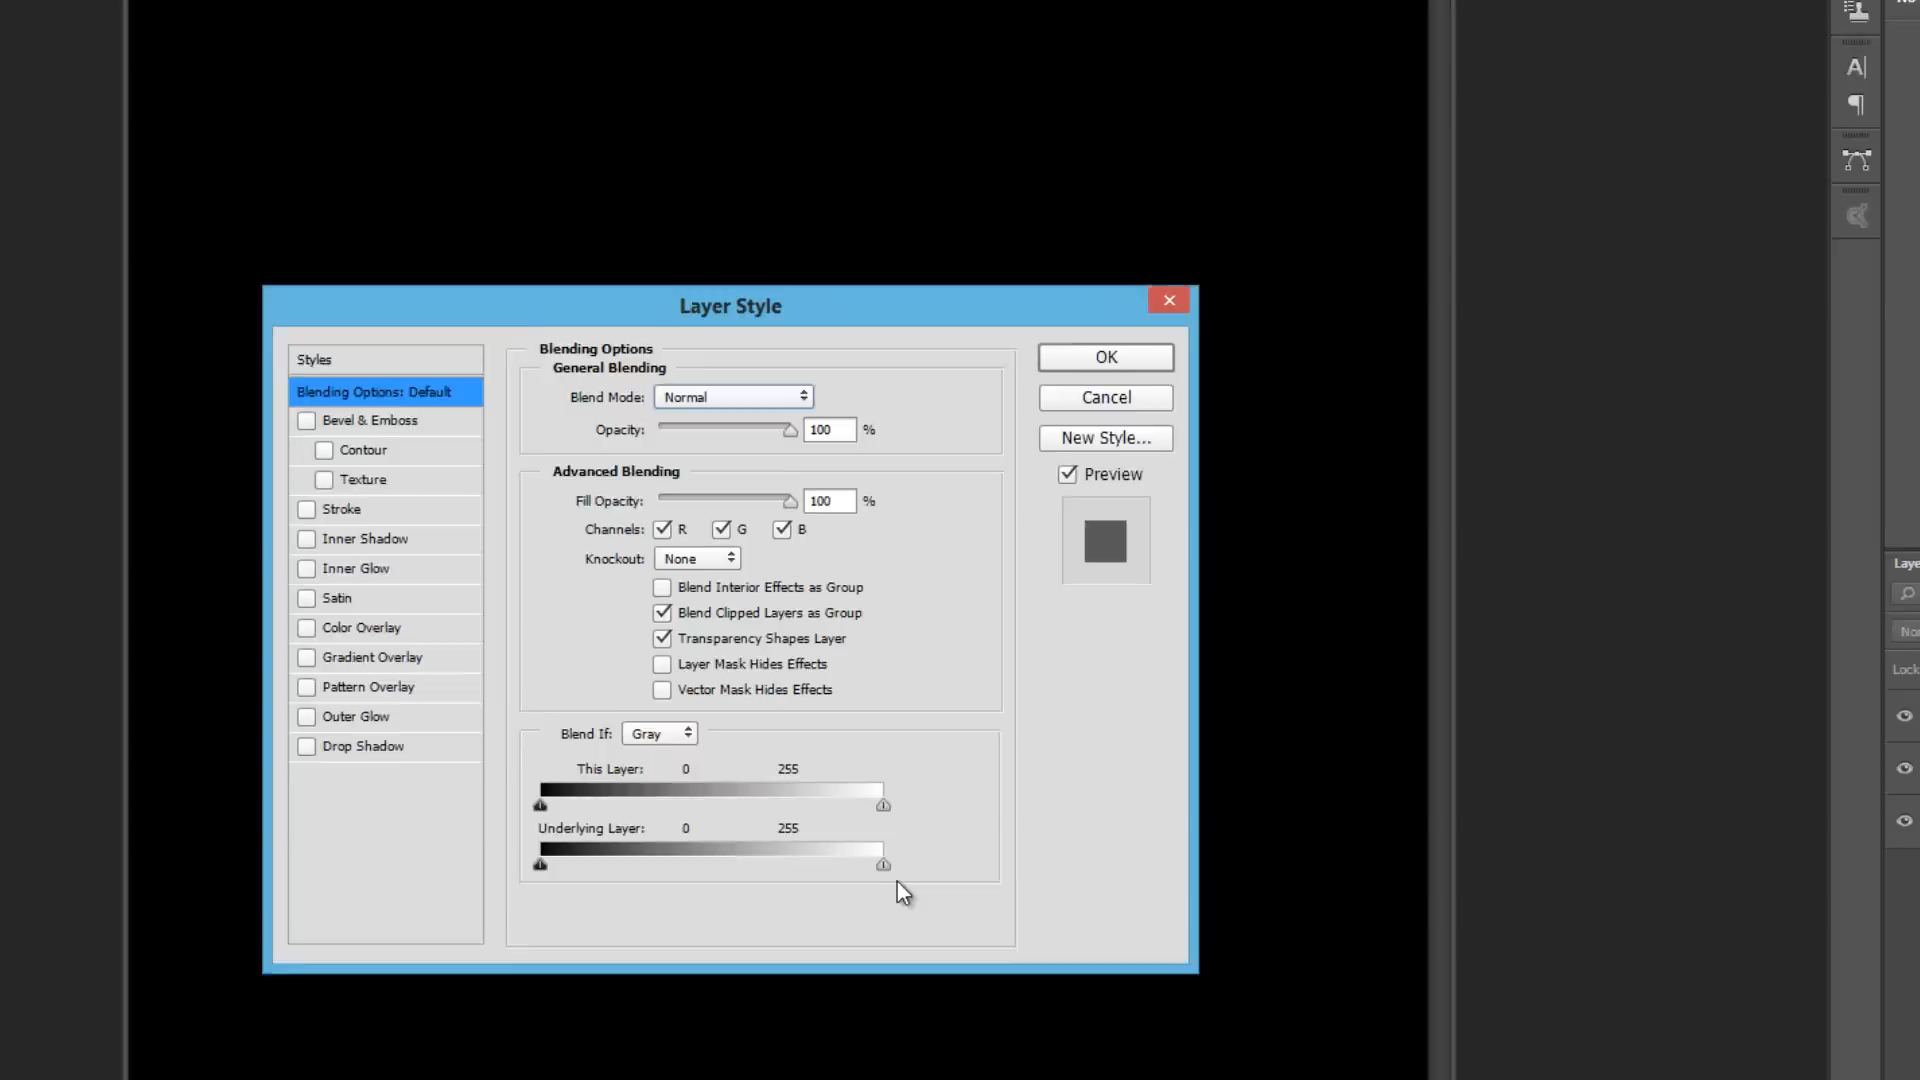 Layer Style
Styles
Blending Options: Default
Bevel & Emboss
Contour
Texture
Stroke
Inner Shadow
Inner Glow
Satin
Color Overlay
Gradient Overlay
Pattern Overlay
Outer Glow
Drop Shadow
Blending Options
General Blending
Blend Mode: Normal
Opacity: 100 %
Advanced Blending
Fill Opacity: 100 %
Channels: R G B
Knockout: None
Blend Interior Effects as Group
Blend Clipped Layers as Group
Transparency Shapes Layer
Layer Mask Hides Effects
Vector Mask Hides Effects
Blend If: Gray
This Layer: 0 255
Underlying Layer: 0 255
OK
Cancel
New Style...
Preview
A
Laye
Nor
Lock